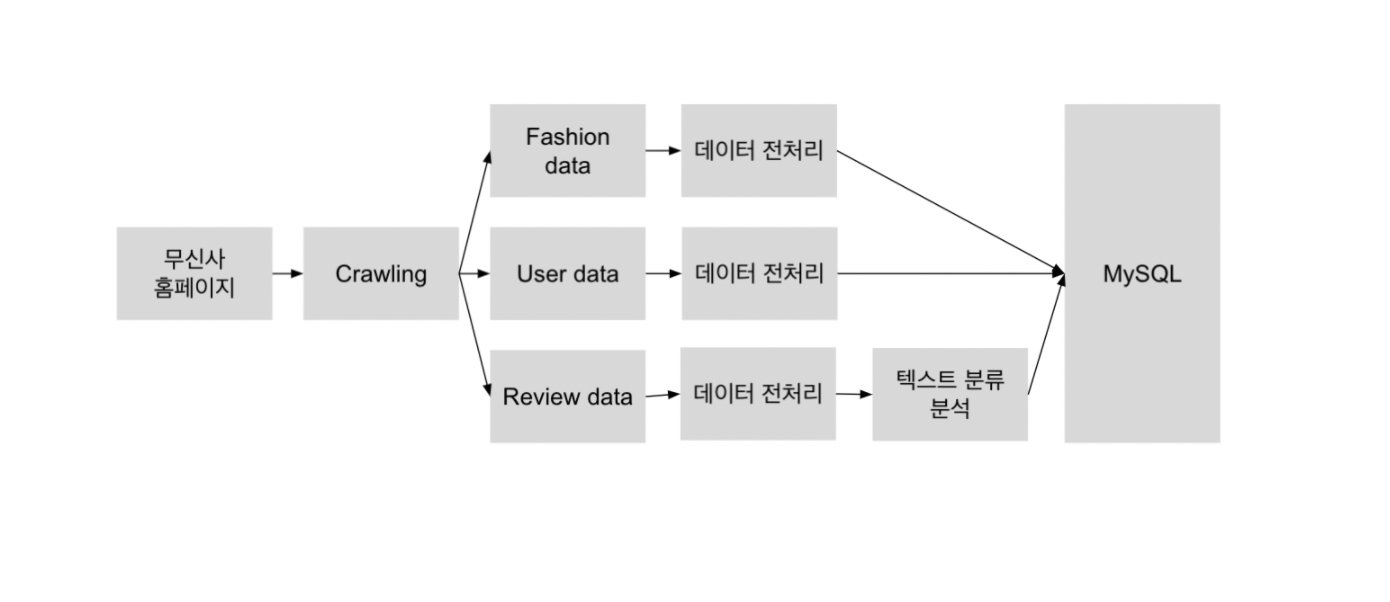 무신사
홈페이지
Crawling
Fashion
data
데이터 전처리
User data
데이터 전처리
Review data
데이터 전처리
텍스트 분류
분석
MySQL